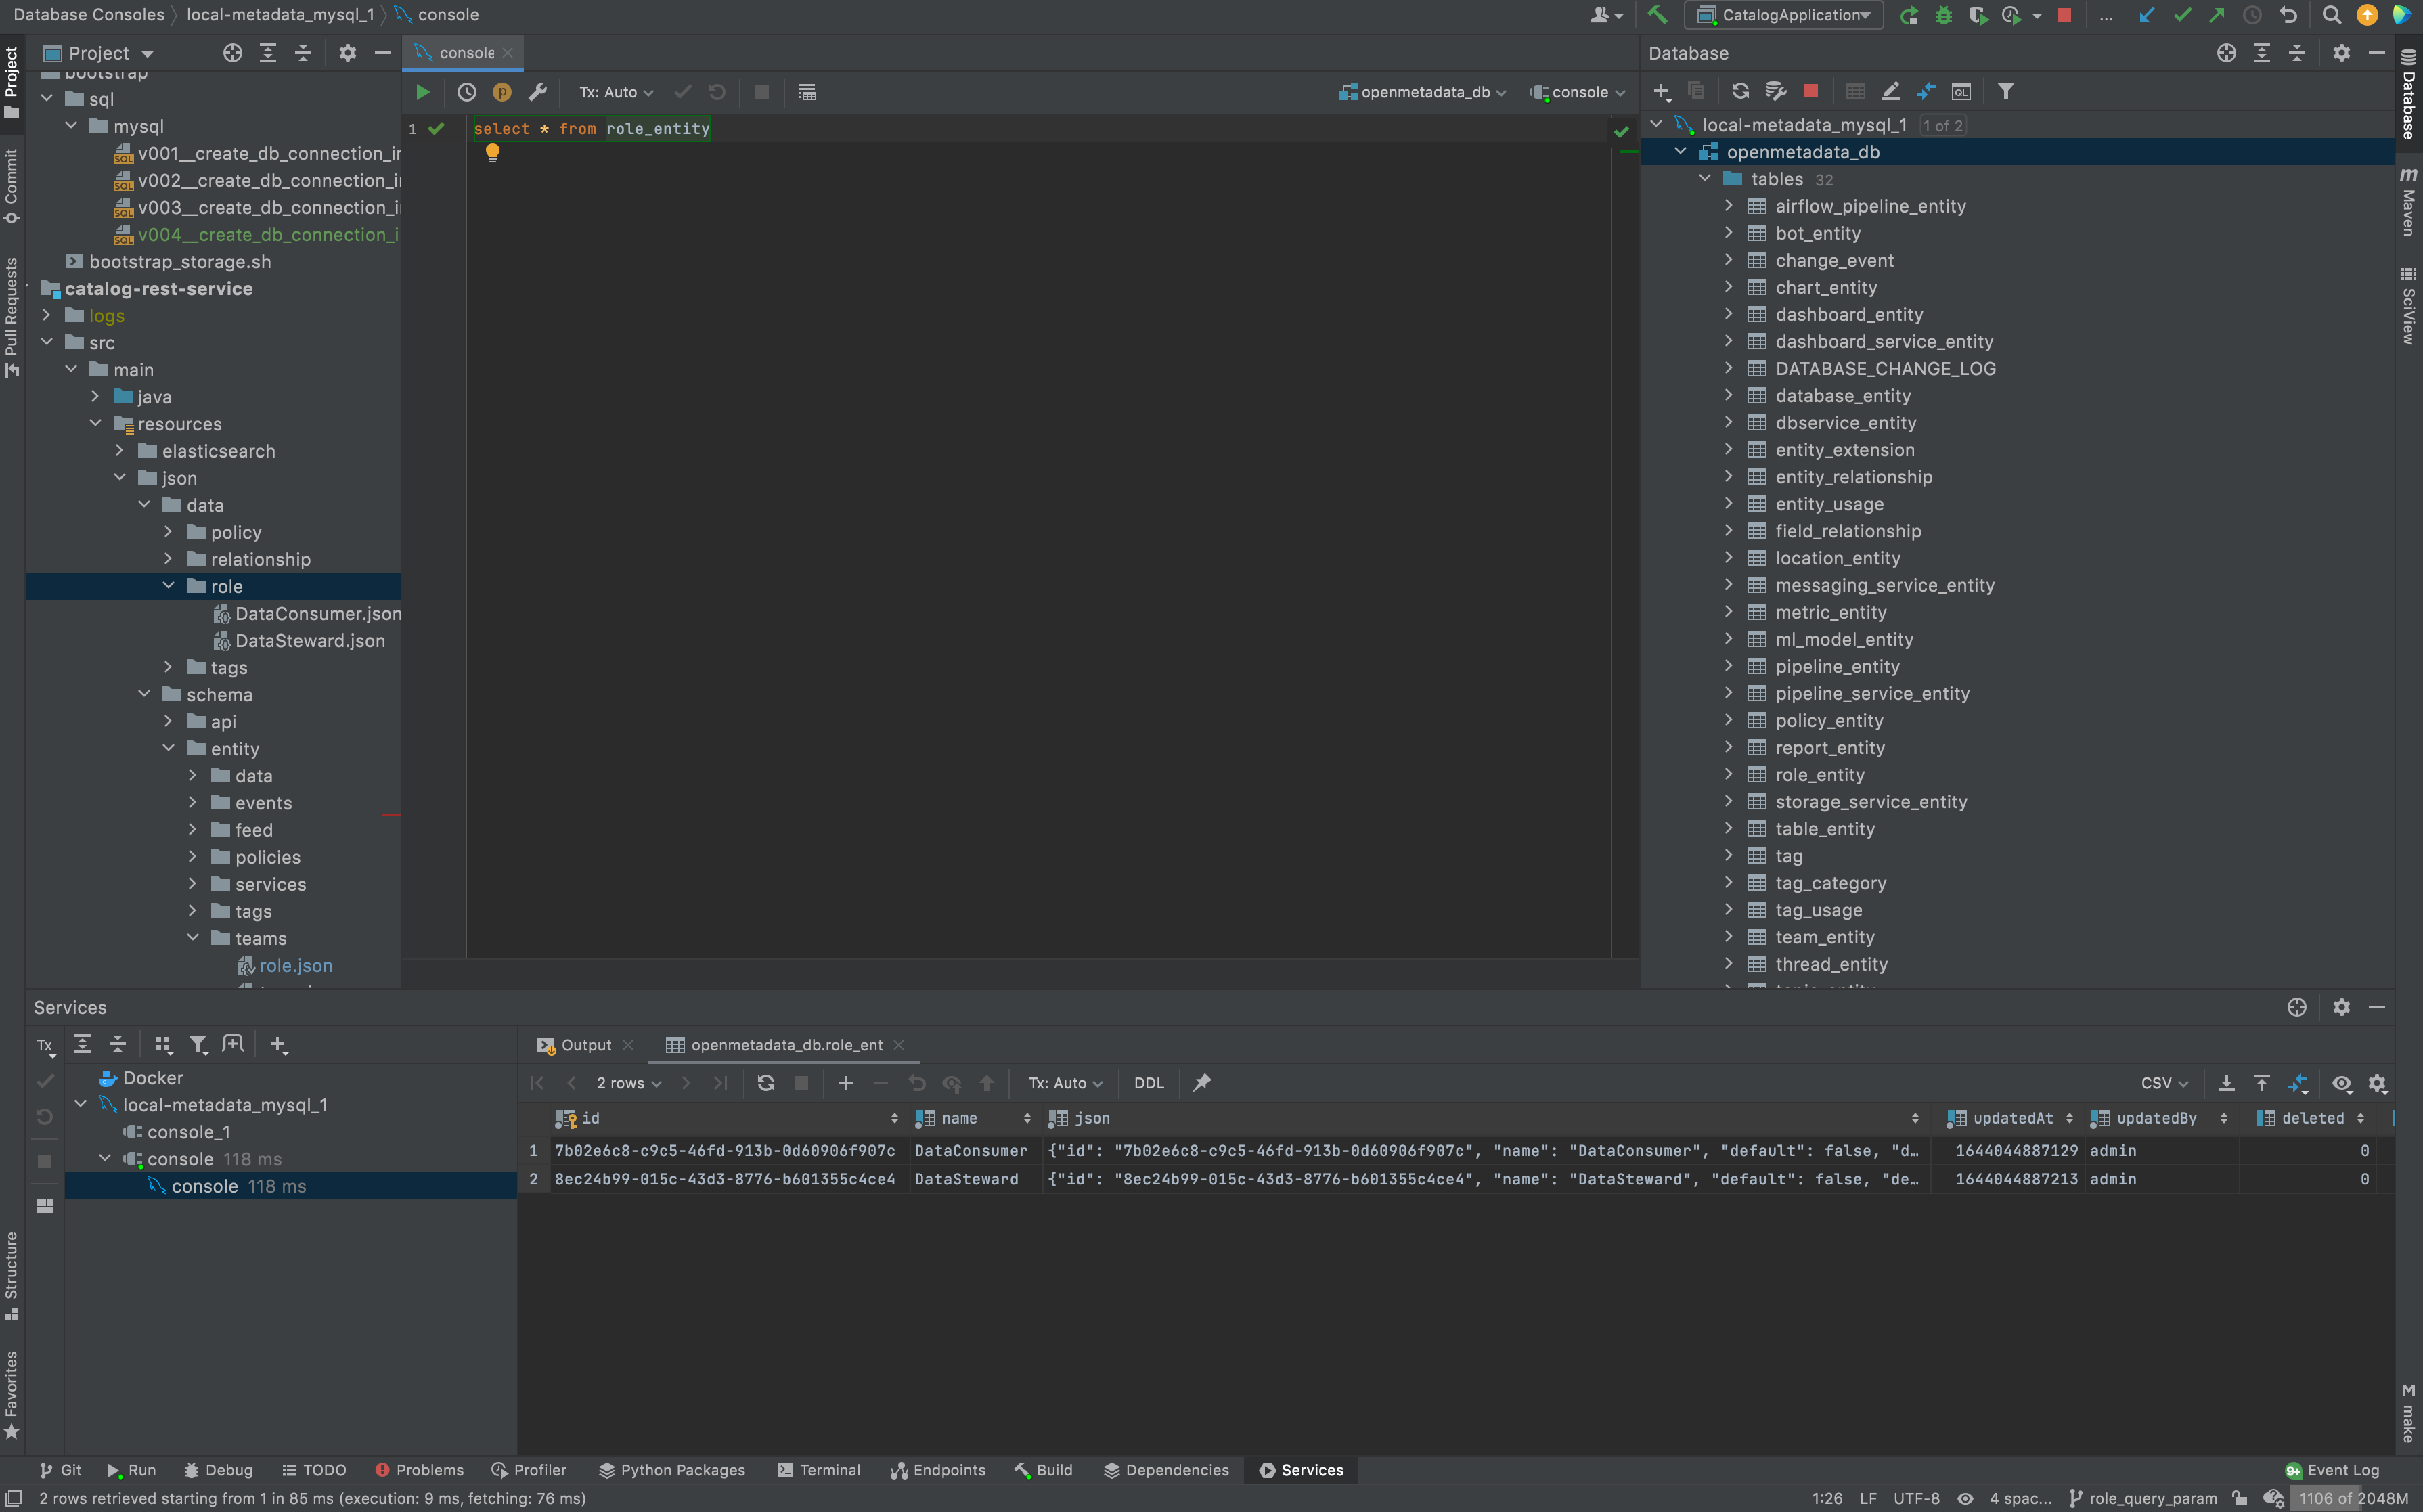 Database Consoles local-metadata_mysql_1 console
CatalogApplication
Project
console
Database
bootstrap
sql
mysql
v001__create_db_connection_i
v002__create_db_connection_i
v003__create_db_connection_i
v004__create_db_connection_i
bootstrap_storage.sh
catalog-rest-service
logs
src
main
java
resources
elasticsearch
json
data
policy
relationship
role
DataConsumer.json
DataSteward.json
tags
schema
api
entity
data
events
feed
policies
services
tags
teams
role.json
Tx: Auto
openmetadata_db
console
1 select * from role_entity
local-metadata_mysql_1 1 of 2
openmetadata_db
tables 32
airflow_pipeline_entity
bot_entity
change_event
chart_entity
dashboard_entity
dashboard_service_entity
DATABASE_CHANGE_LOG
database_entity
dbservice_entity
entity_extension
entity_relationship
entity_usage
field_relationship
location_entity
messaging_service_entity
metric_entity
ml_model_entity
pipeline_entity
pipeline_service_entity
policy_entity
report_entity
role_entity
storage_service_entity
table_entity
tag
tag_category
tag_usage
team_entity
thread_entity
Project
Commit
Pull Requests
Structure
Favorites
Database
Maven
SciView
make
Services
Tx
Docker
local-metadata_mysql_1
console_1
console 118 ms
console 118 ms
Output openmetadata_db.role_enti
2 rows Tx: Auto DDL CSV
id name json updatedAt updatedBy deleted
1 7b02e6c8-c9c5-46fd-913b-0d60906f907c DataConsumer {"id": "7b02e6c8-c9c5-46fd-913b-0d60906f907c", "name": "DataConsumer", "default": false, "d… 1644044887129 admin 0
2 8ec24b99-015c-43d3-8776-b601355c4ce4 DataSteward {"id": "8ec24b99-015c-43d3-8776-b601355c4ce4", "name": "DataSteward", "default": false, "de… 1644044887213 admin 0
Git Run Debug TODO Problems Profiler Python Packages Terminal Endpoints Build Dependencies Services 9+ Event Log
2 rows retrieved starting from 1 in 85 ms (execution: 9 ms, fetching: 76 ms) 1:26 LF UTF-8 4 spac... role_query_param 1106 of 2048M